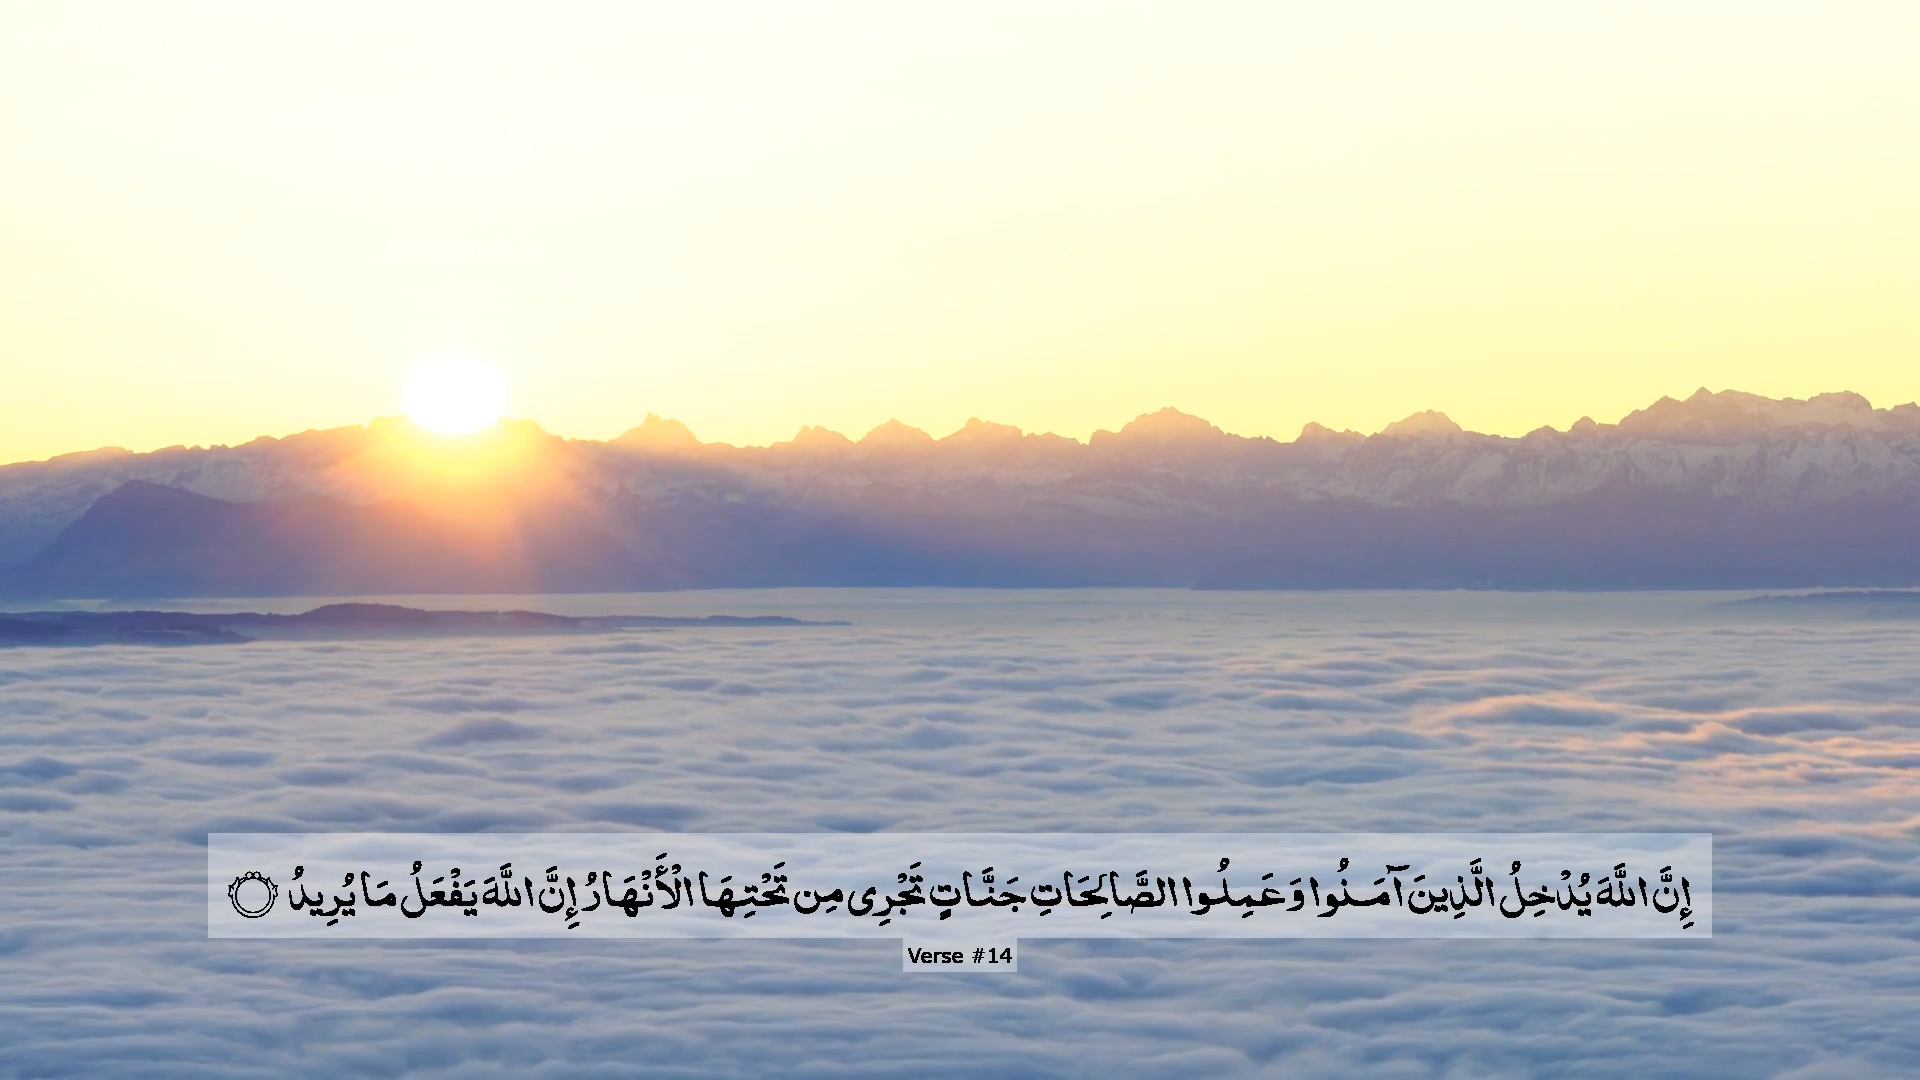 إِنَّ اللَّهَ يُدْخِلُ الَّذِينَ آمَنُوا وَعَمِلُوا الصَّالِحَاتِ جَنَّاتٍ تَجْرِي مِن تَحْتِهَا الْأَنْهَارُ إِنَّ اللَّهَ يَفْعَلُ مَا يُرِيدُ ۝
Verse #14